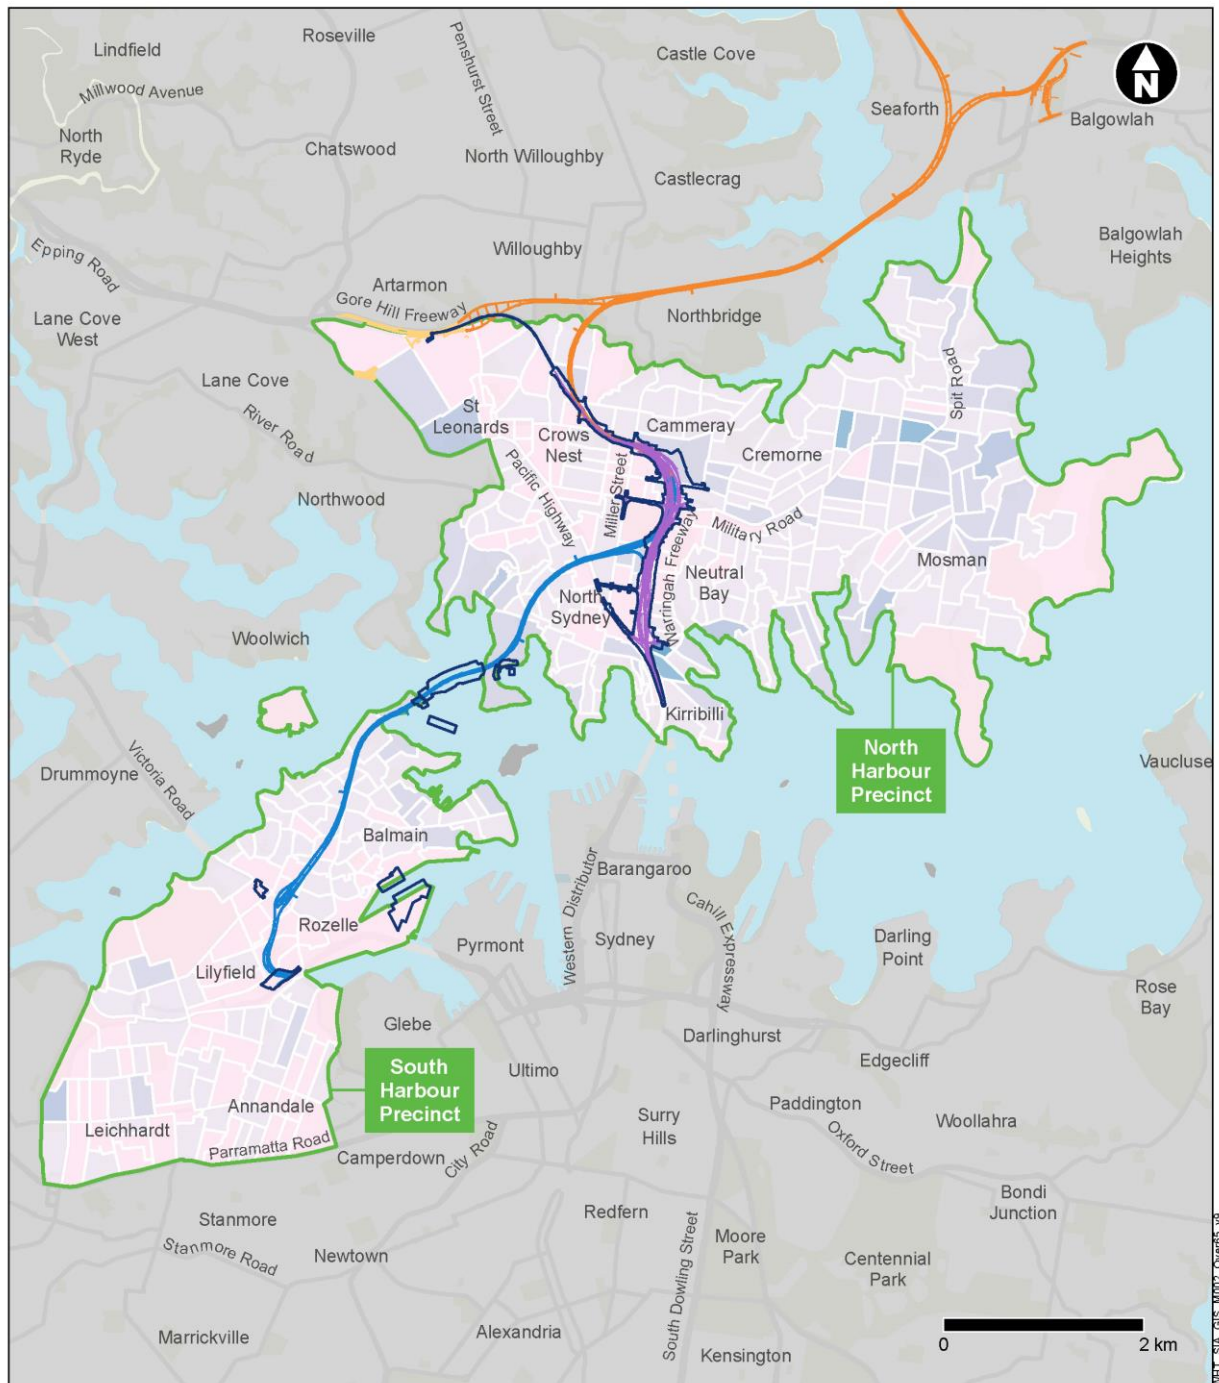 Roseville
Lindfield
Penshurst Street
Castle Cove
N
Millwood Avenue
Seaforth
Balgowlah
North
Ryde
Chatswood
North Willoughby
Castlecrag
Epping Road
Willoughby
Balgowlah
Heights
Artarmon
Gore Hill Freeway
Lane Cove
West
Northbridge
Lane Cove
Spit Road
River Road
St
Leonards
Crows
Nest
Cammeray
Cremorne
Pacific Highway
Miller Street
Northwood
Military Road
Warringah Freeway
Mosman
Neutral
Bay
North
Sydney
Woolwich
Kirribilli
North
Harbour
Precinct
Vaucluse
Drummoyne
Victoria Road
Balmain
Western Distributor
Barangaroo
Cahill Expressway
Rozelle
Pyrmont
Sydney
Darling
Point
Lilyfield
Rose
Bay
Glebe
Darlinghurst
Edgecliff
South
Harbour
Precinct
Ultimo
Annandale
Leichhardt
Parramatta Road
Surry
Hills
Paddington
Woollahra
Oxford Street
Camperdown
City Road
Bondi
Junction
Stanmore
Stanmore Road
Newtown
Redfern
South Dowling Street
Moore
Park
Centennial
Park
Marrickville
Alexandria
Kensington
0 2 km
WHT_SIA_GIS_M002_Over65_v9